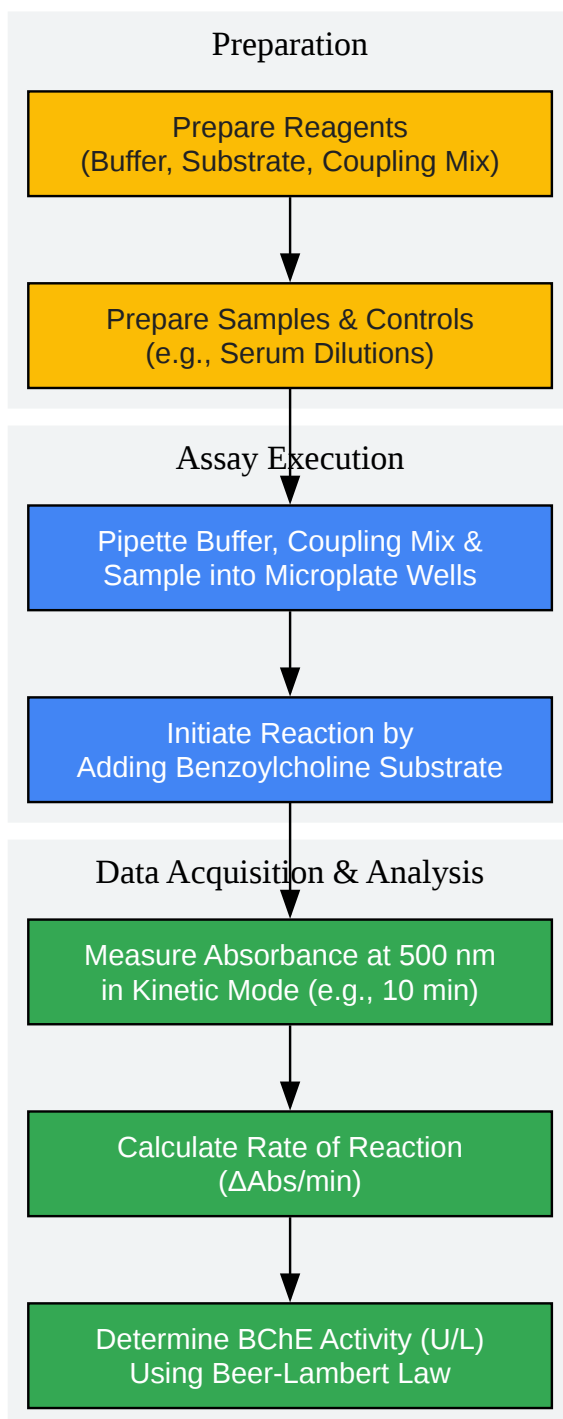 Preparation
Prepare Reagents
(Buffer, Substrate, Coupling Mix)
Prepare Samples & Controls
(e.g., Serum Dilutions)
Assay Execution
Pipette Buffer, Coupling Mix &
Sample into Microplate Wells
Initiate Reaction by
Adding Benzoylcholine Substrate
Data Acquisition & Analysis
Measure Absorbance at 500 nm
in Kinetic Mode (e.g., 10 min)
Calculate Rate of Reaction
(ΔAbs/min)
Determine BChE Activity (U/L)
Using Beer-Lambert Law